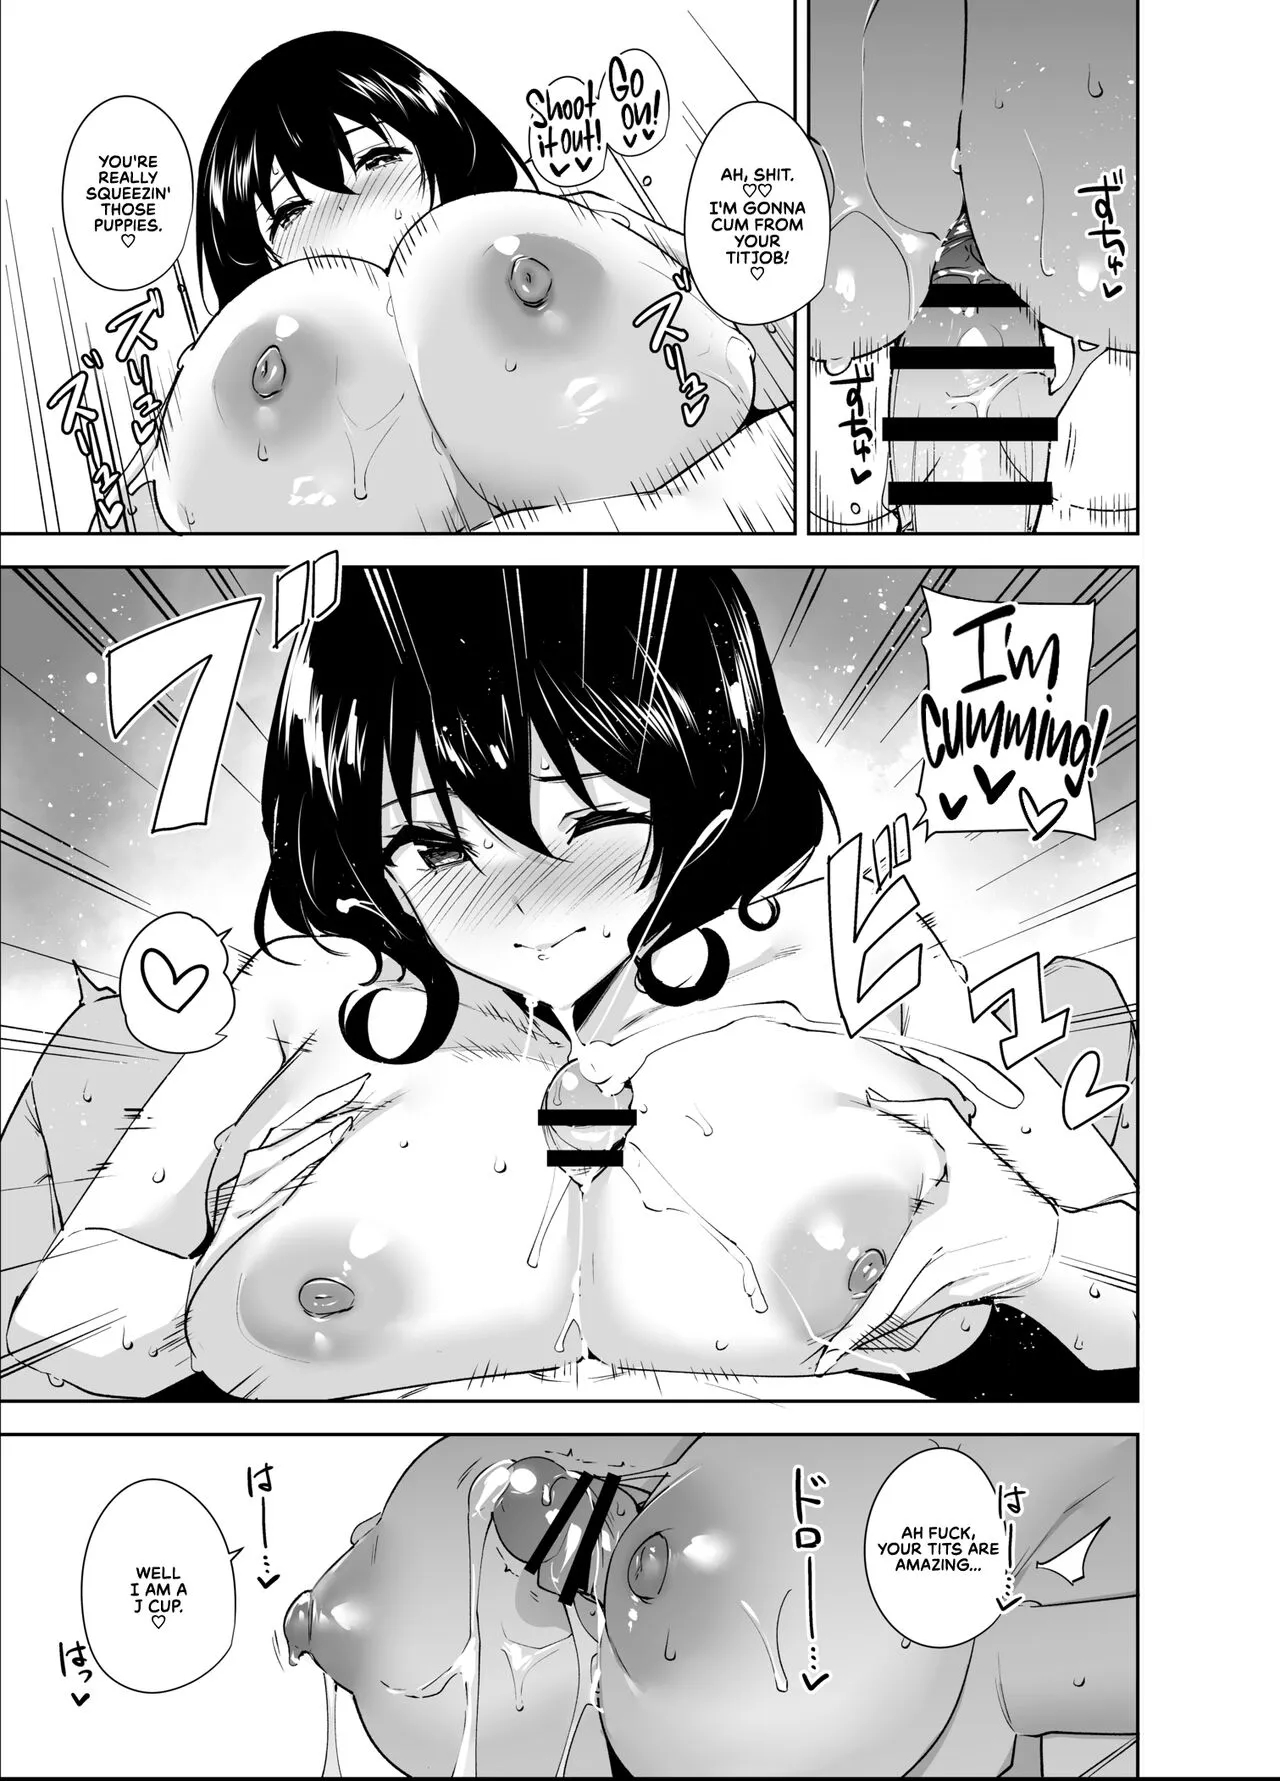 ずちゅ
ずちゅ
AH, SHIT.
♡♡
I'M GONNA
CUM FROM
YOUR
TITJOB!
♡
Go
on!
Shoot
it out!
YOU'RE
REALLY
SQUEEZIN'
THOSE
PUPPIES.
♡
ズリュ
ズリュ
ズリュ
I'm
cumming!
ビュ
ブ
AH FUCK,
YOUR TITS ARE
AMAZING...
はー…
ドロー…
はー…
WELL
I AM A
J CUP.
♡
はっ